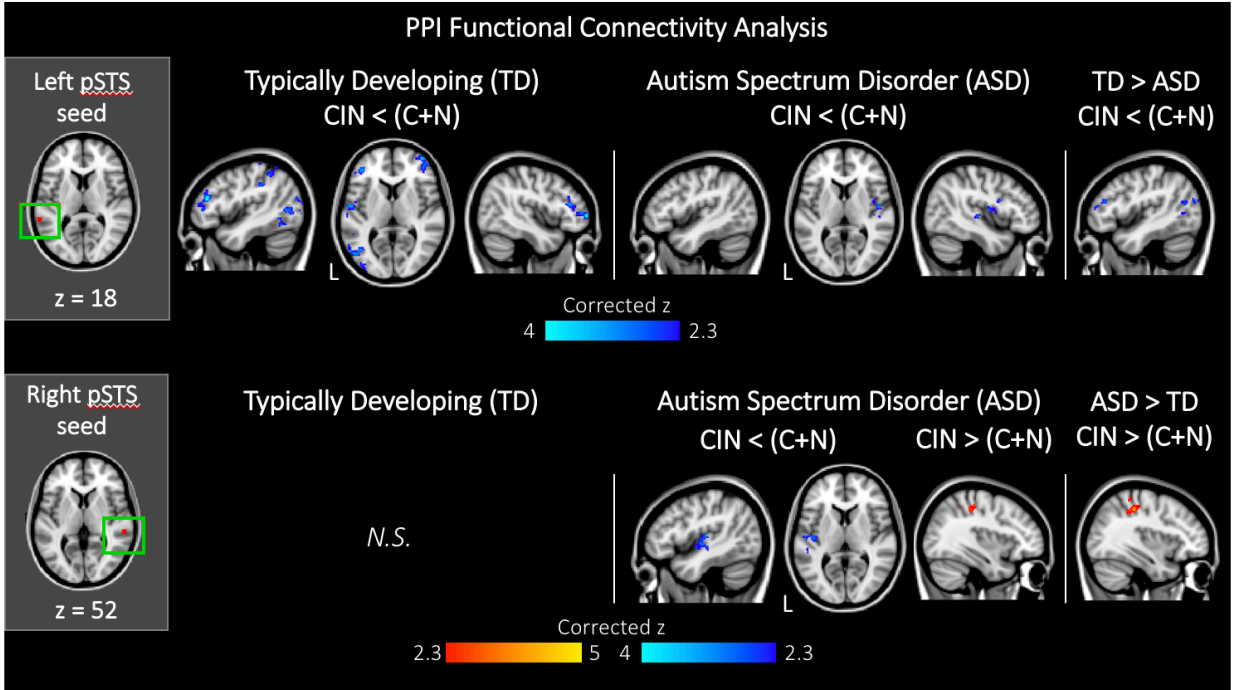 PPI Functional Connectivity Analysis
Left pSTS
seed
z = 18
Typically Developing (TD)
CIN < (C+N)
Autism Spectrum Disorder (ASD)
CIN < (C+N)
TD > ASD
CIN < (C+N)
L
L
Corrected z
4 2.3
Right pSTS
seed
z = 52
Typically Developing (TD)
N.S.
Autism Spectrum Disorder (ASD)
CIN < (C+N) CIN > (C+N)
ASD > TD
CIN > (C+N)
L
Corrected z
2.3 5 4 2.3